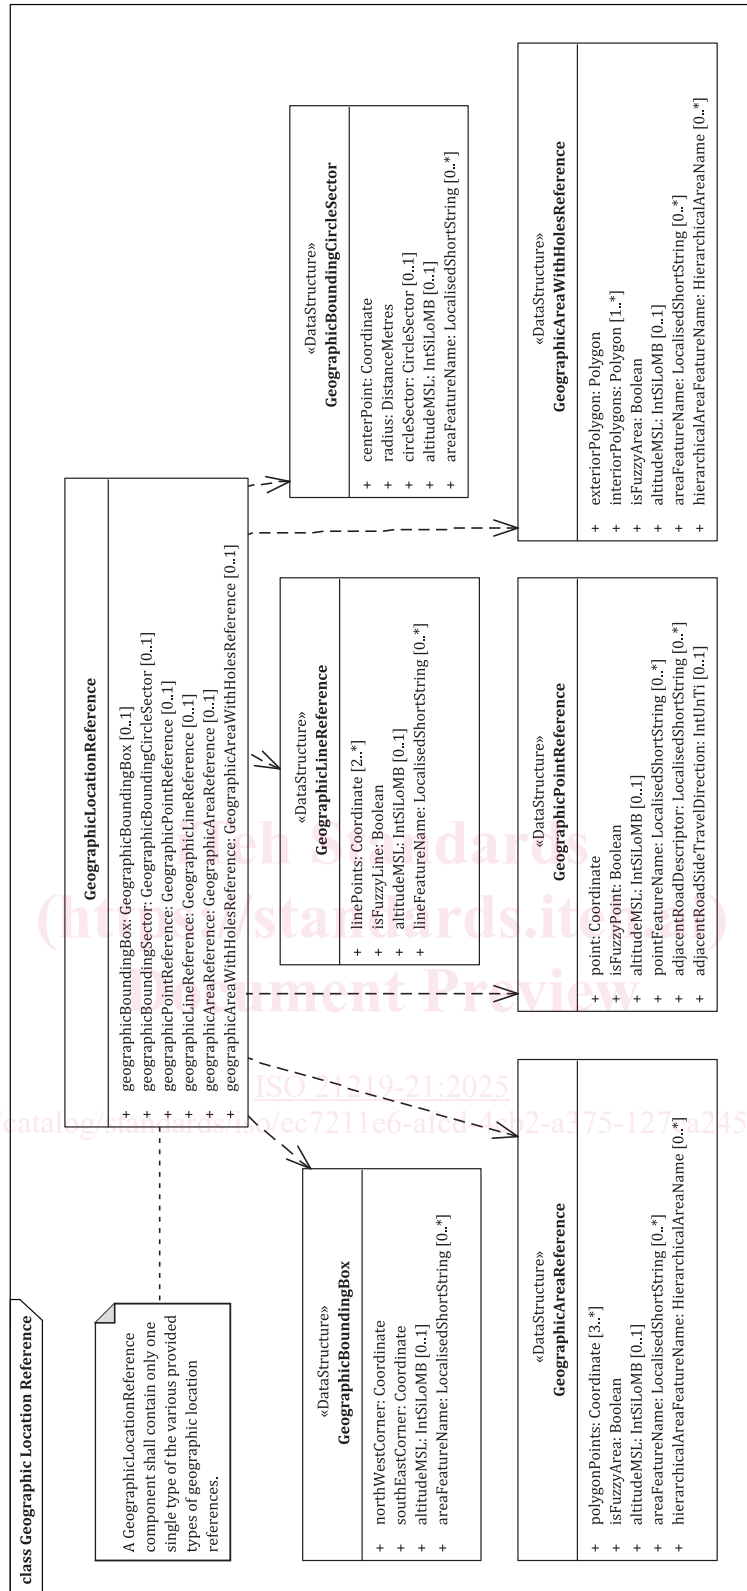 class Geographic Location Reference
A GeographicLocationReference
component shall contain only one
single type of the various provided
types of geographic location
references.
GeographicLocationReference
+ geographicBoundingBox: GeographicBoundingBox [0..1]
+ geographicBoundingSector: GeographicBoundingCircleSector [0..1]
+ geographicPointReference: GeographicPointReference [0..1]
+ geographicLineReference: GeographicLineReference [0..1]
+ geographicAreaReference: GeographicAreaReference [0..1]
+ geographicAreaWithHolesReference: GeographicAreaWithHolesReference [0..1]
«DataStructure»
GeographicBoundingBox
+ northWestCorner: Coordinate
+ southEastCorner: Coordinate
+ altitudeMSL: IntSiLoMB [0..1]
+ areaFeatureName: LocalisedShortString [0..*]
«DataStructure»
GeographicLineReference
+ linePoints: Coordinate [2..*]
+ isFuzzyLine: Boolean
+ altitudeMSL: IntSiLoMB [0..1]
+ lineFeatureName: LocalisedShortString [0..*]
«DataStructure»
GeographicBoundingCircleSector
+ centerPoint: Coordinate
+ radius: DistanceMetres
+ circleSector: CircleSector [0..1]
+ altitudeMSL: IntSiLoMB [0..1]
+ areaFeatureName: LocalisedShortString [0..*]
«DataStructure»
GeographicAreaReference
+ polygonPoints: Coordinate [3..*]
+ isFuzzyArea: Boolean
+ altitudeMSL: IntSiLoMB [0..1]
+ areaFeatureName: LocalisedShortString [0..*]
+ hierarchicalAreaFeatureName: HierarchicalAreaName [0..*]
«DataStructure»
GeographicPointReference
+ point: Coordinate
+ isFuzzyPoint: Boolean
+ altitudeMSL: IntSiLoMB [0..1]
+ pointFeatureName: LocalisedShortString [0..*]
+ adjacentRoadDescriptor: LocalisedShortString [0..*]
+ adjacentRoadSideTravelDirection: IntUnTi [0..1]
«DataStructure»
GeographicAreaWithHolesReference
+ exteriorPolygon: Polygon
+ interiorPolygons: Polygon [1..*]
+ isFuzzyArea: Boolean
+ altitudeMSL: IntSiLoMB [0..1]
+ areaFeatureName: LocalisedShortString [0..*]
+ hierarchicalAreaFeatureName: HierarchicalAreaName [0..*]
iTeh Standards
(https://standards.iteh.ai)
Document Preview
ISO 21219-21:2025